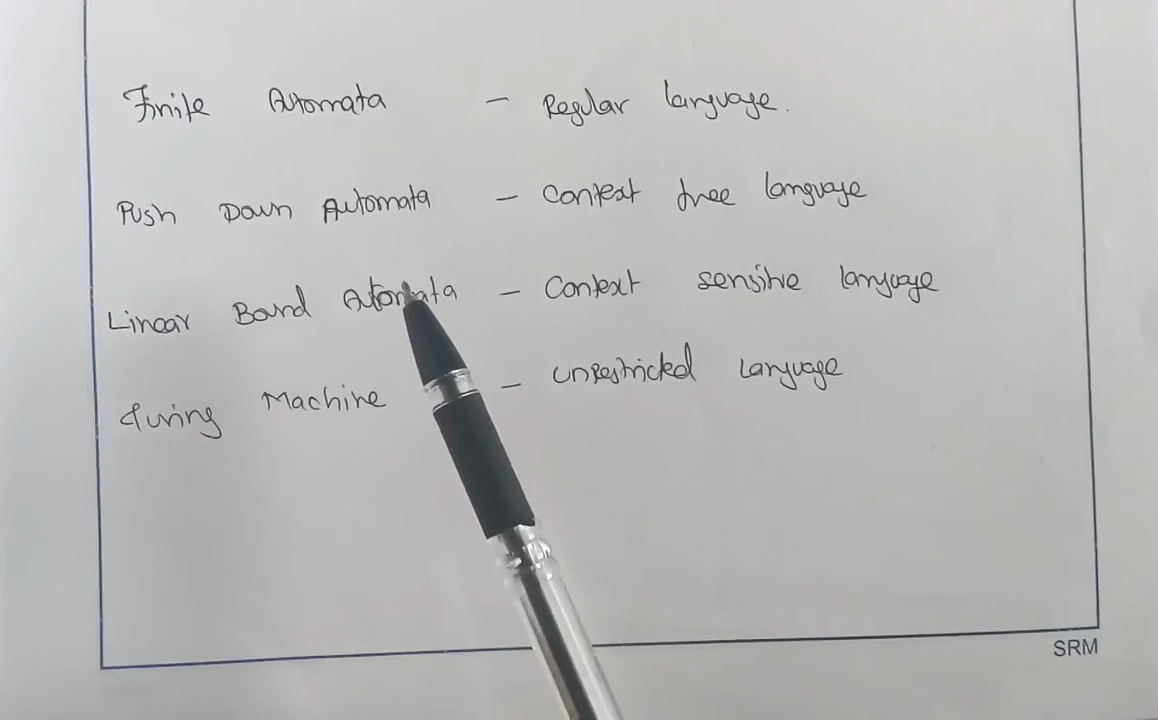 Finite Automata - Regular language.
Push Down Automata - Context free language
Linear Bound Automata - Context sensitive language
Turing Machine - unrestricted language
SRM